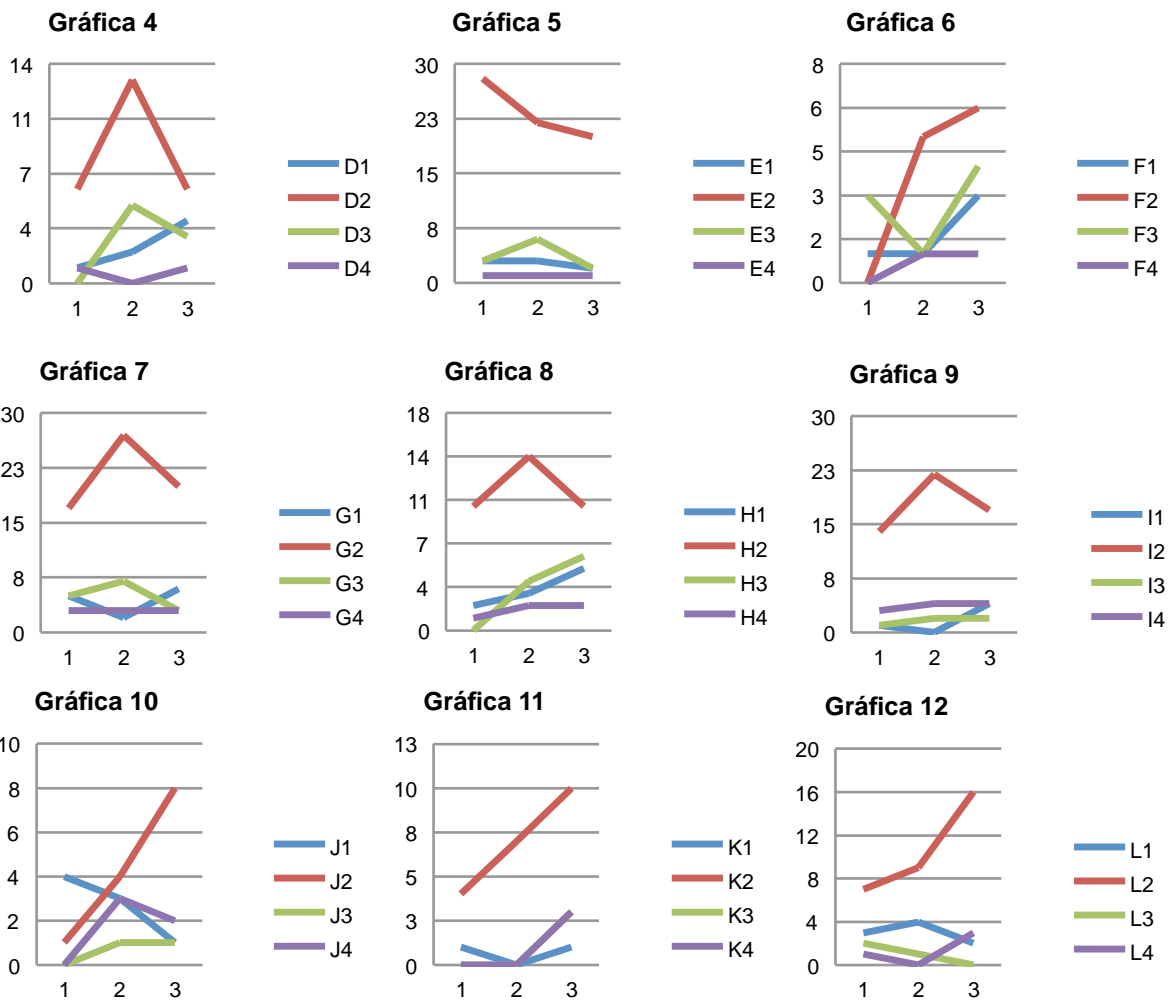 Gráfica 4
14
11
7
4
0
1 2 3
D1
D2
D3
D4
Gráfica 5
30
23
15
8
0
1 2 3
E1
E2
E3
E4
Gráfica 6
8
6
5
3
2
0
1 2 3
F1
F2
F3
F4
Gráfica 7
30
23
15
8
0
1 2 3
G1
G2
G3
G4
Gráfica 8
18
14
11
7
4
0
1 2 3
H1
H2
H3
H4
Gráfica 9
30
23
15
8
0
1 2 3
I1
I2
I3
I4
Gráfica 10
10
8
6
4
2
0
1 2 3
J1
J2
J3
J4
Gráfica 11
13
10
8
5
3
0
1 2 3
K1
K2
K3
K4
Gráfica 12
20
16
12
8
4
0
1 2 3
L1
L2
L3
L4